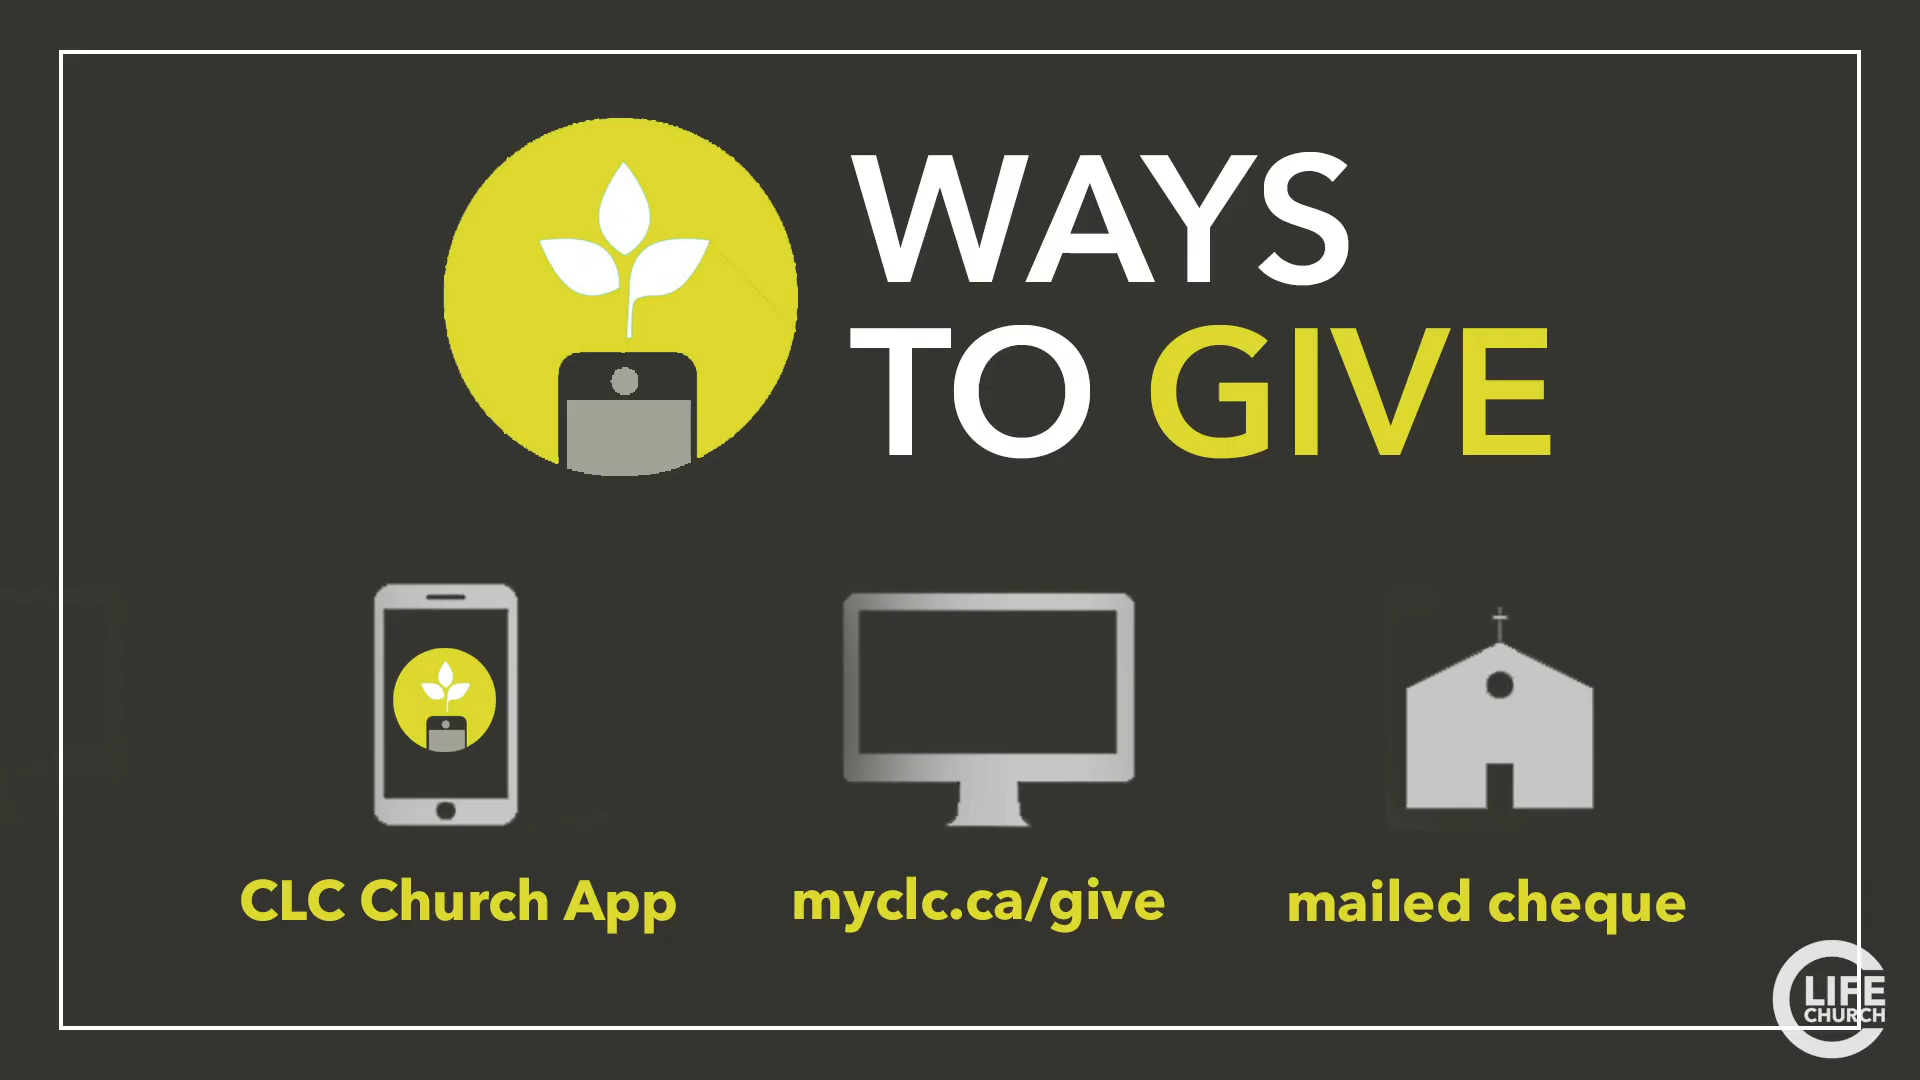 WAYS
TO GIVE
CLC Church App
myclc.ca/give
mailed cheque
LIFE
CHURCH